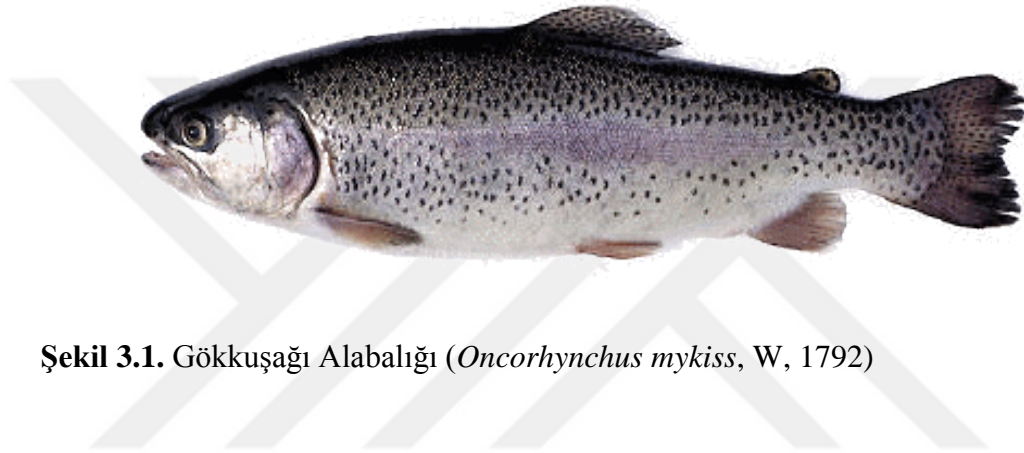 Şekil 3.1. Gökkuşağı Alabalığı (Oncorhynchus mykiss, W, 1792)